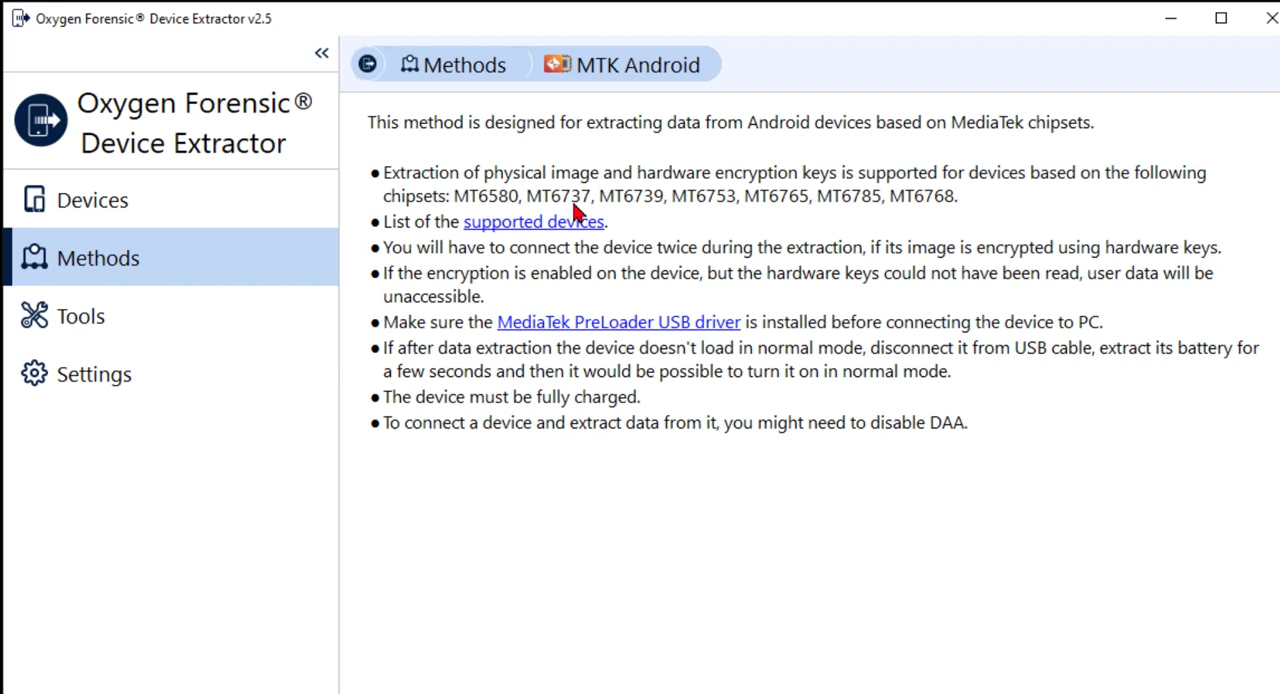 Oxygen Forensic® Device Extractor v2.5
«
Oxygen Forensic®
Device Extractor
Devices
Methods
Tools
Settings
Methods
MTK Android
This method is designed for extracting data from Android devices based on MediaTek chipsets.
● Extraction of physical image and hardware encryption keys is supported for devices based on the following
chipsets: MT6580, MT6737, MT6739, MT6753, MT6765, MT6785, MT6768.
● List of the supported devices.
● You will have to connect the device twice during the extraction, if its image is encrypted using hardware keys.
● If the encryption is enabled on the device, but the hardware keys could not have been read, user data will be
unaccessible.
● Make sure the MediaTek PreLoader USB driver is installed before connecting the device to PC.
● If after data extraction the device doesn't load in normal mode, disconnect it from USB cable, extract its battery for
a few seconds and then it would be possible to turn it on in normal mode.
● The device must be fully charged.
● To connect a device and extract data from it, you might need to disable DAA.